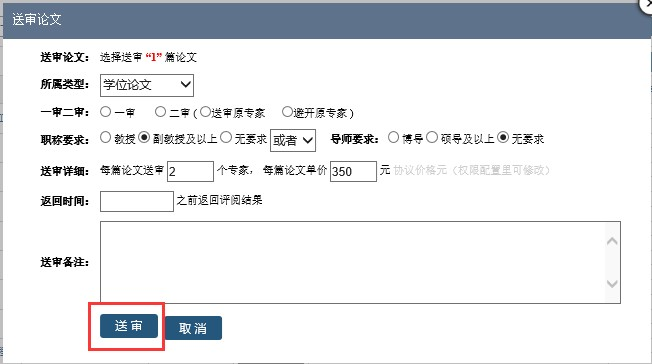 送审论文
送审论文： 选择送审 “1” 篇论文
所属类型： 学位论文
一审二审： 一审 二审 ( 送审原专家 避开原专家 )
职称要求： 教授 副教授及以上 无要求 或者 导师要求： 博导 硕导及以上 无要求
送审详细： 每篇论文送审 2 个专家， 每篇论文单价 350 元 协议价格元（权限配置里可修改）
返回时间： 之前返回评阅结果
送审备注：
送 审 取 消